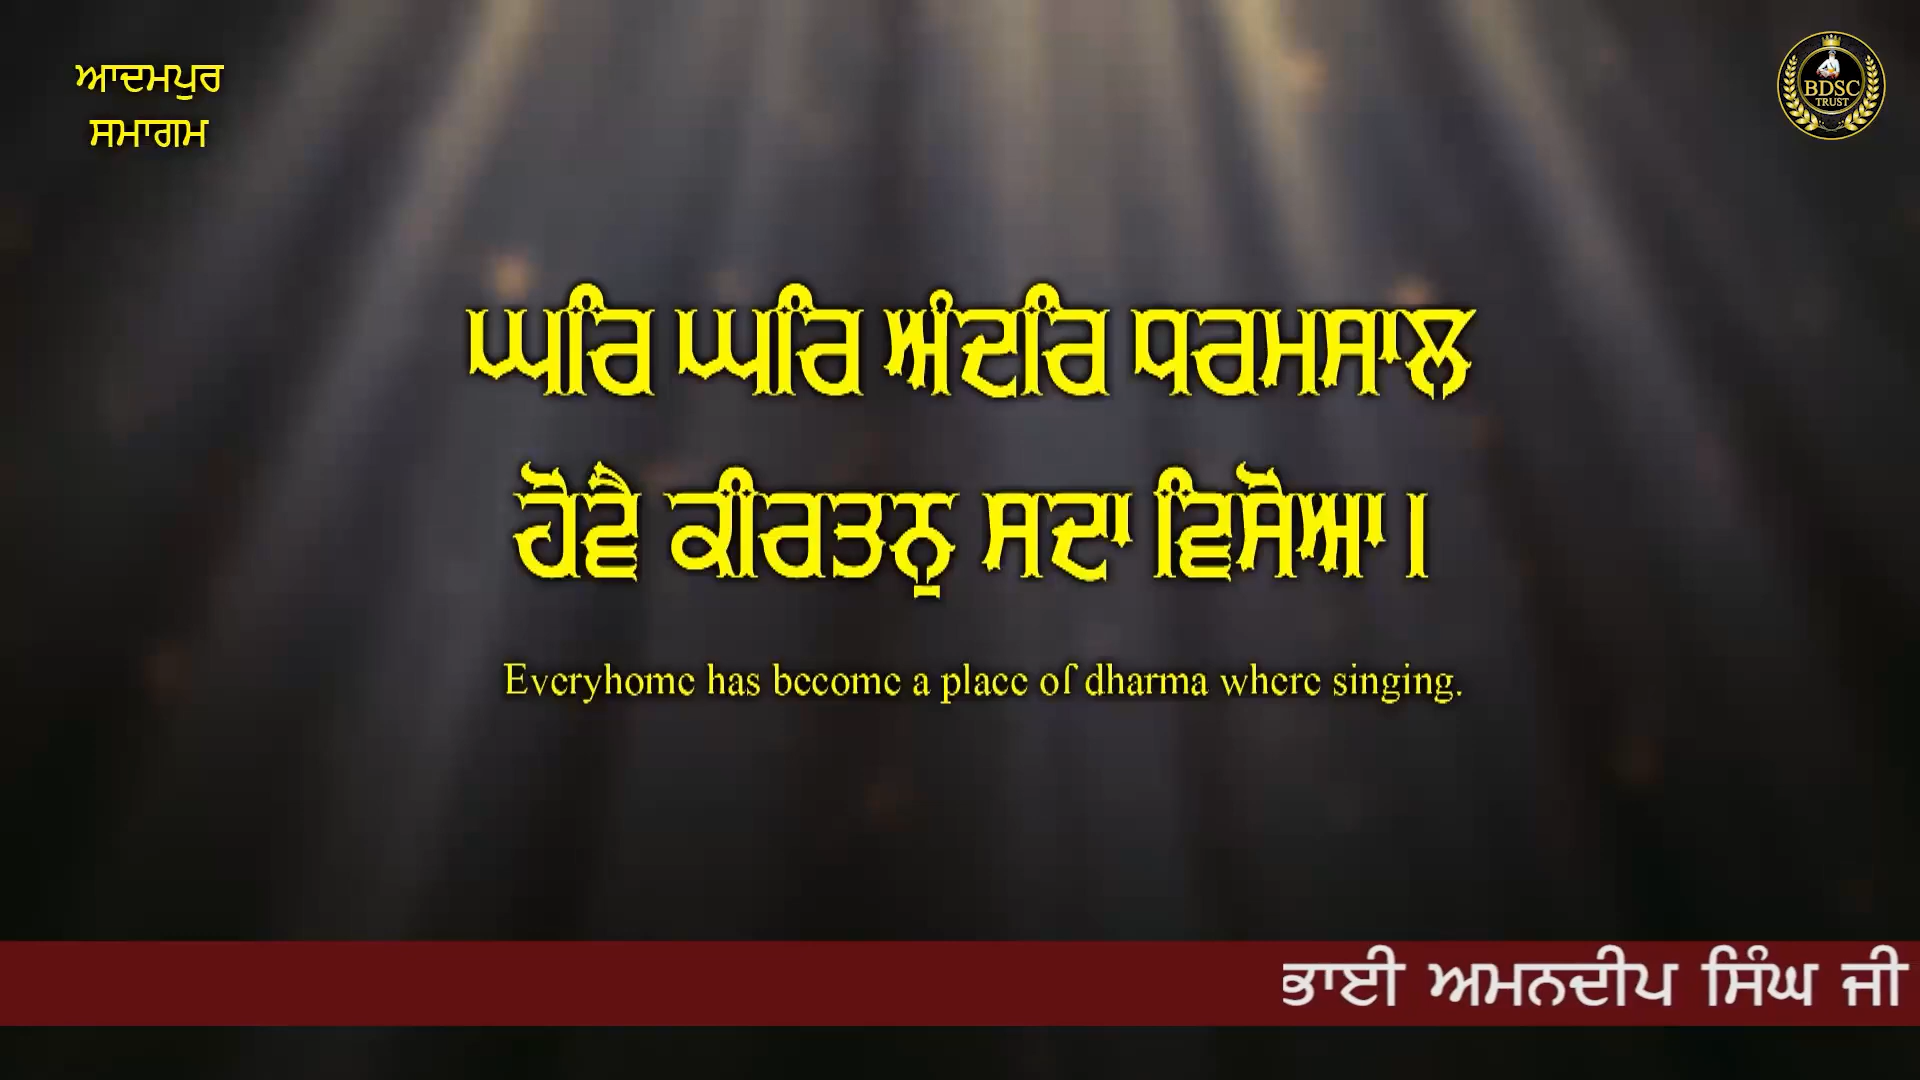 ਆਦਮਪੁਰ
ਸਮਾਗਮ
BDSC
TRUST
ਘਰਿ ਘਰਿ ਅੰਦਰਿ ਧਰਮਸਾਲ
ਹੋਵੈ ਕੀਰਤਨੁ ਸਦਾ ਵਿਸੋਆ।
Everyhome has become a place of dharma where singing.
ਭਾਈ ਅਮਨਦੀਪ ਸਿੰਘ ਜੀ